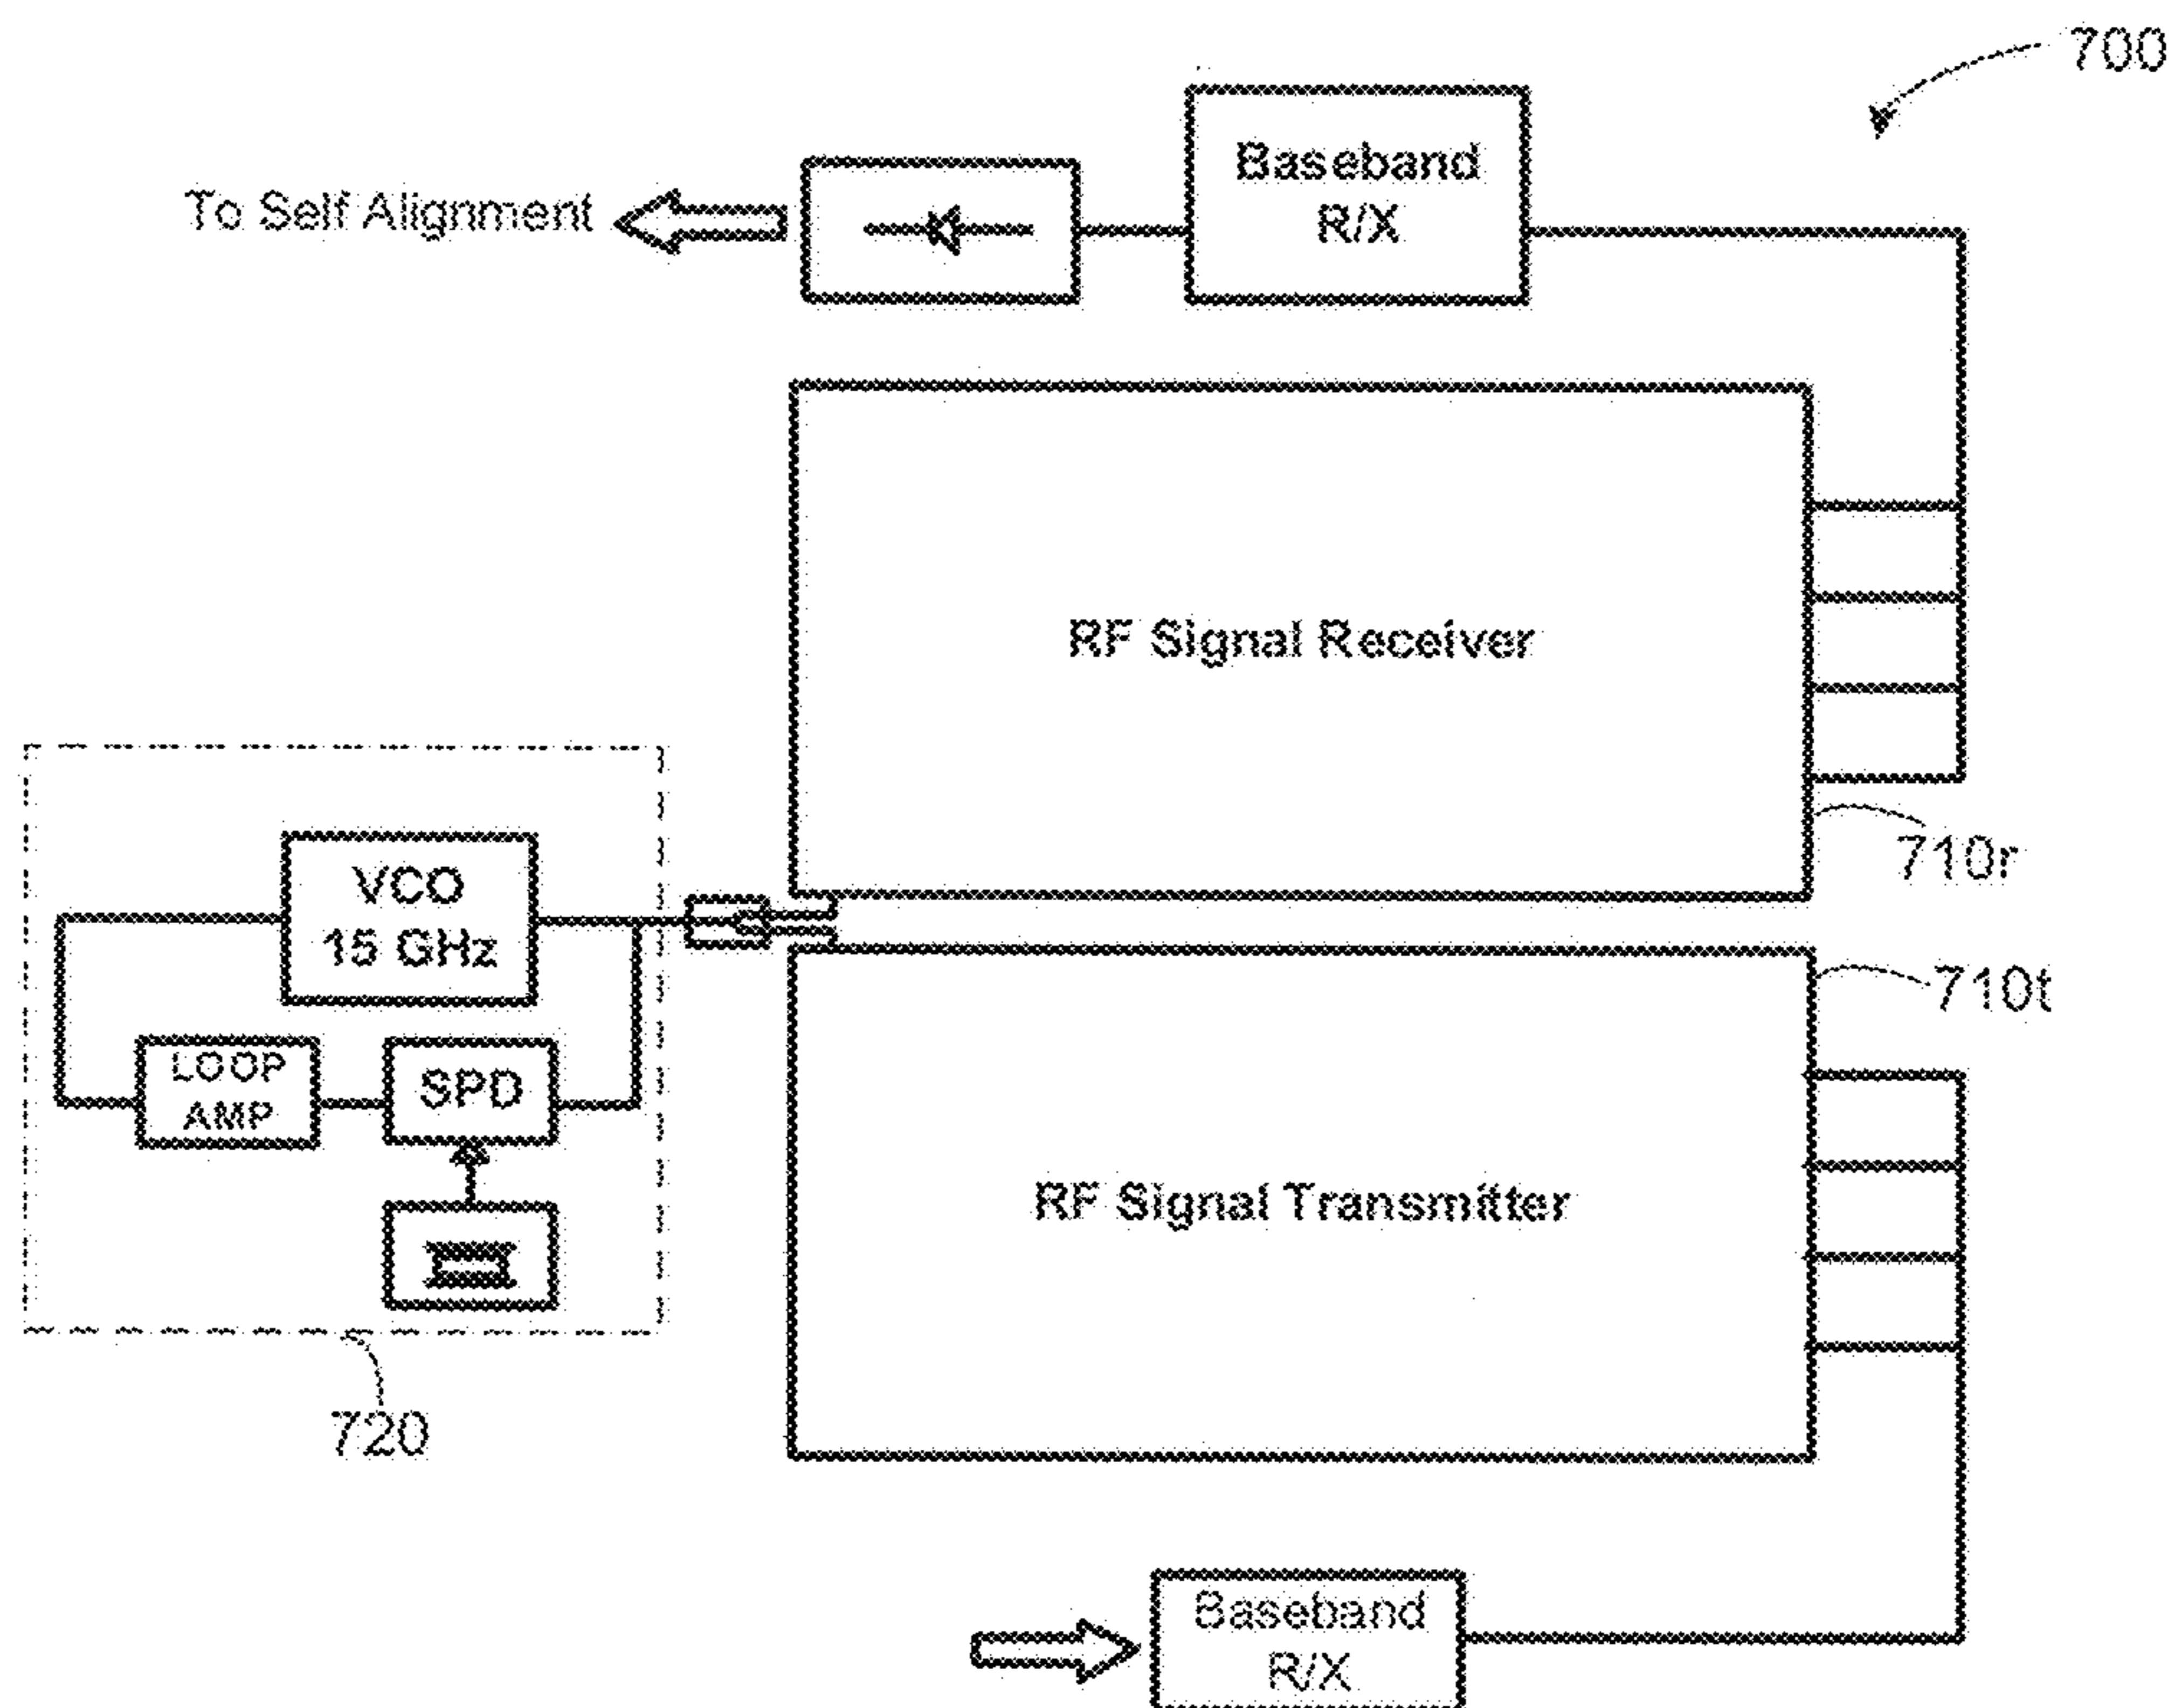 700
Baseband
R/X
To Self Alignment
RF Signal Receiver
710r
VCO
15 GHz
710t
LOOP
AMP
SPD
RF Signal Transmitter
720
Baseband
R/X